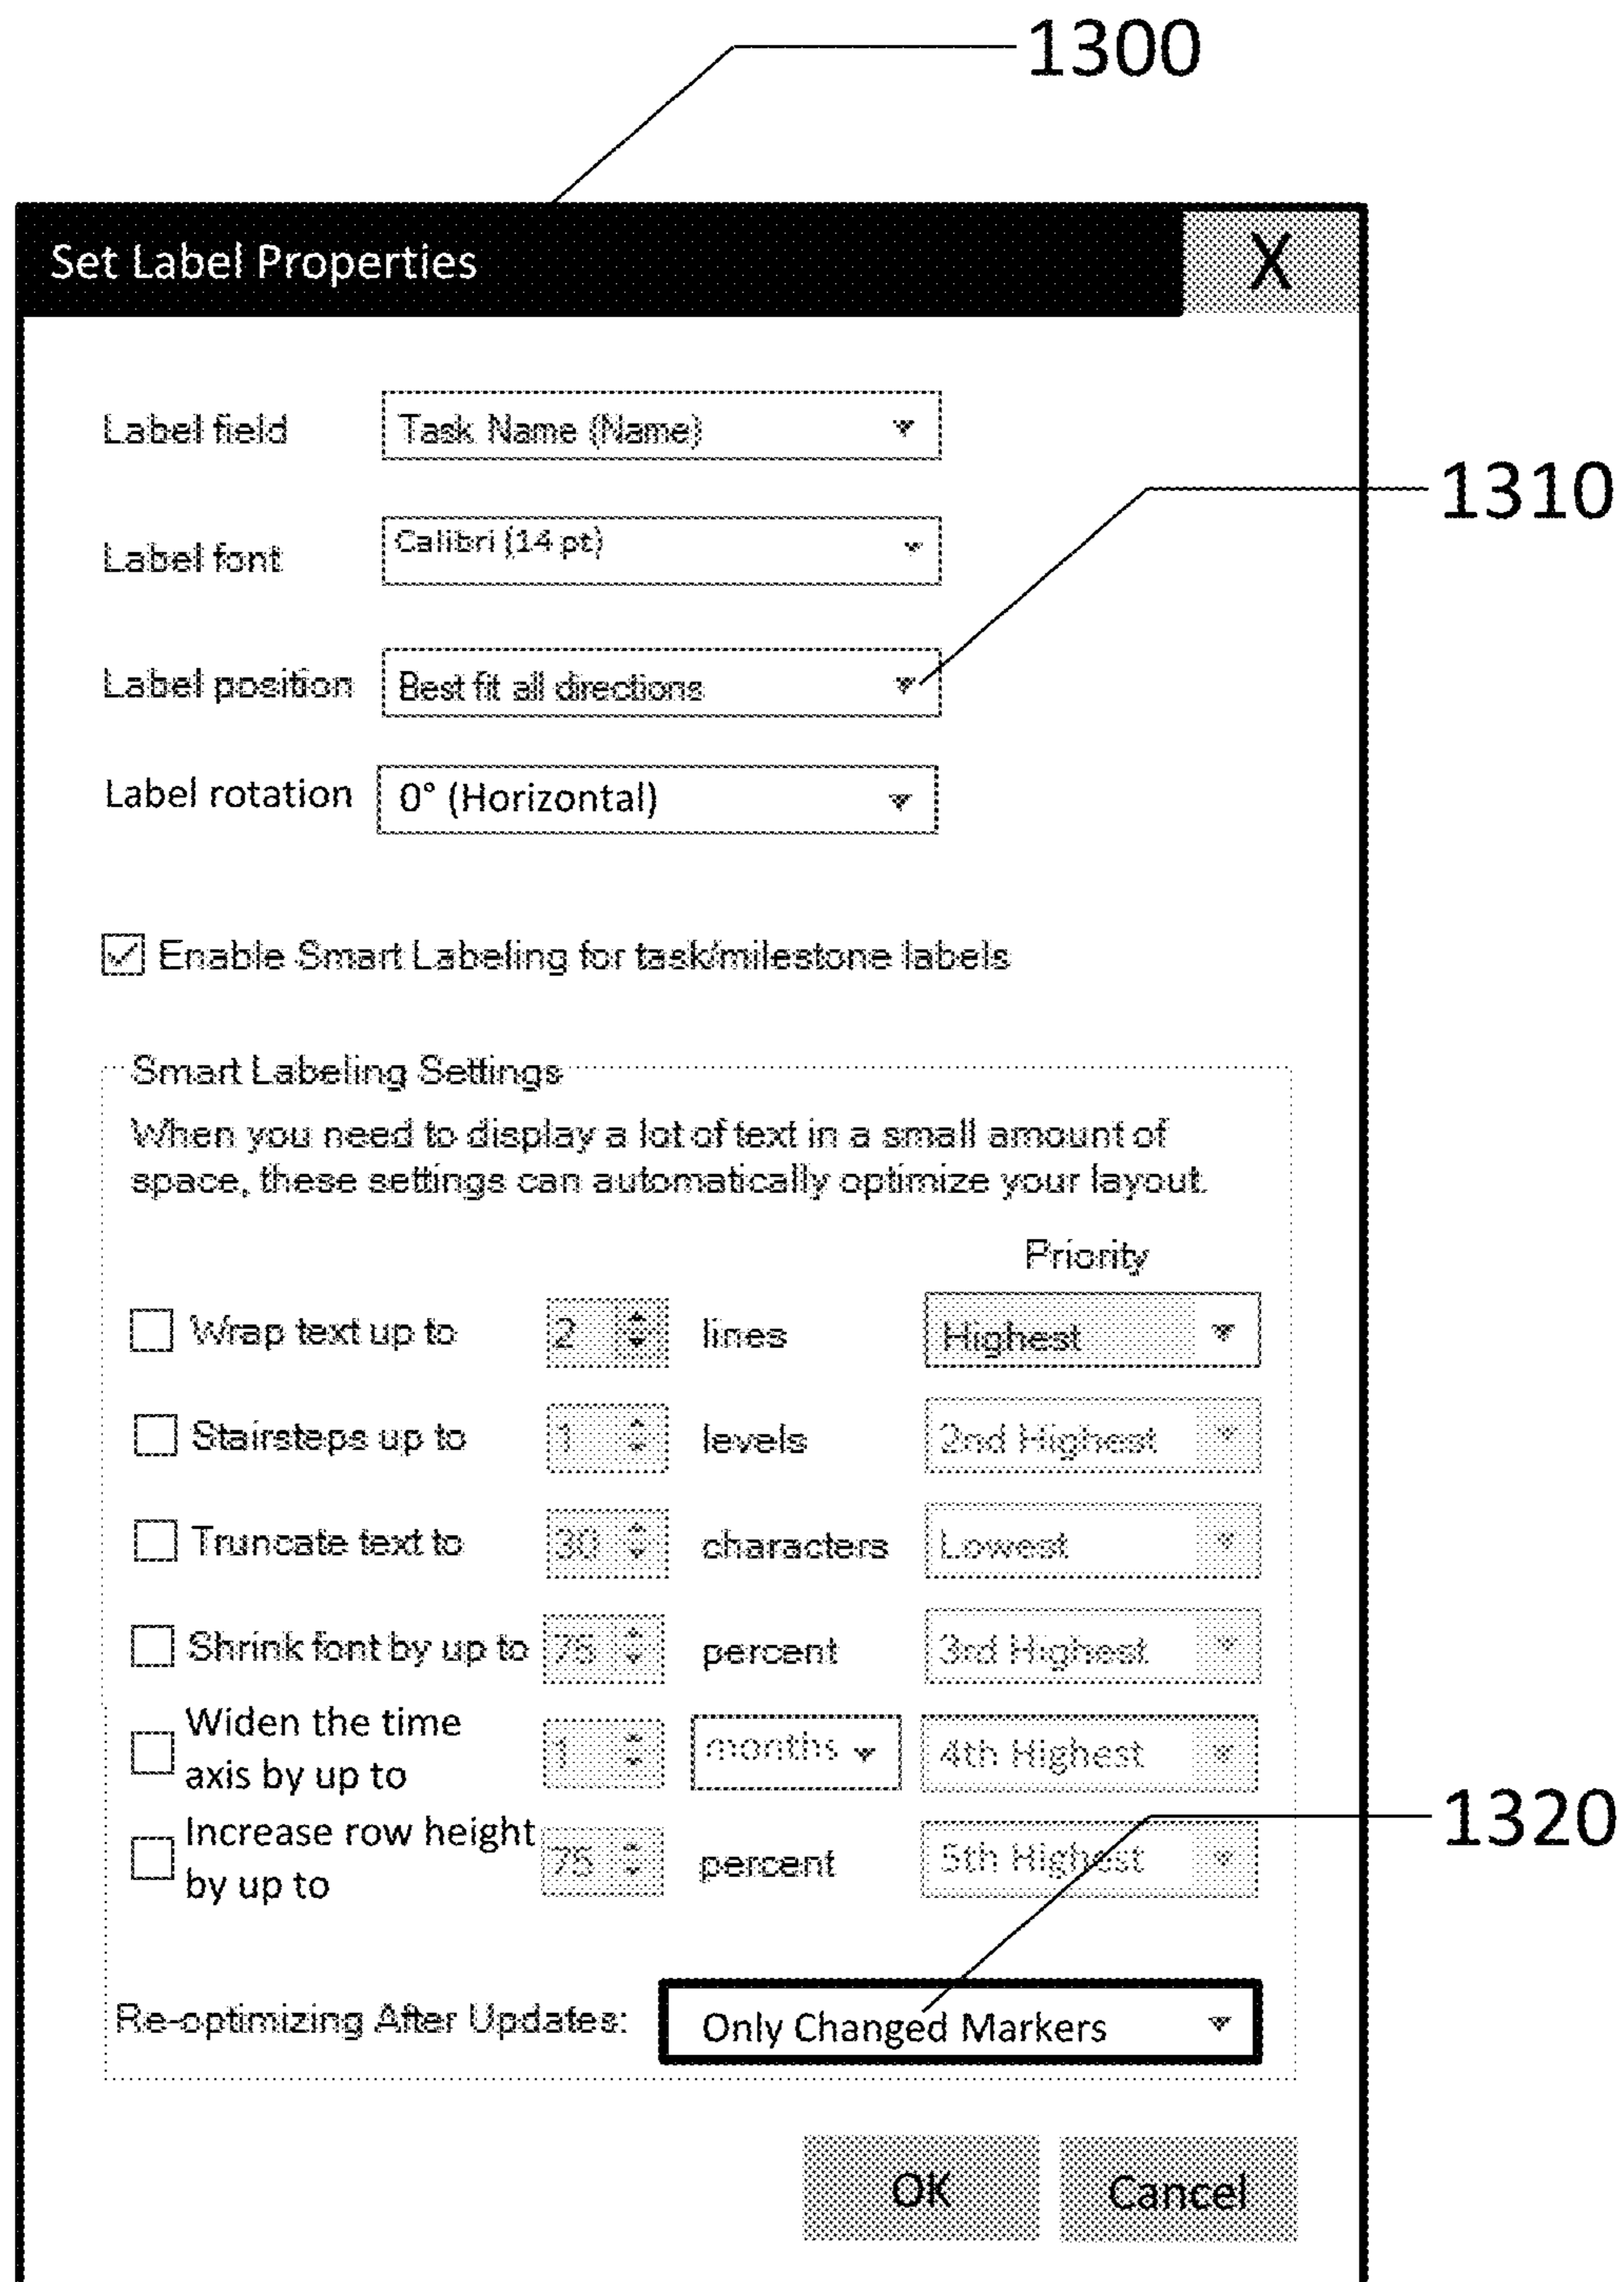 1300
Set Label Properties X
Label field Task Name (Name)
1310
Label font Calibri (14 pt)
Label position Best fit all directions
Label rotation 0° (Horizontal)
Enable Smart Labeling for task/milestone labels
Smart Labeling Settings
When you need to display a lot of text in a small amount of
space, these settings can automatically optimize your layout.
Priority
Wrap text up to 2 lines Highest
Stairsteps up to 1 levels 2nd Highest
Truncate text to 30 characters Lowest
Shrink font by up to 75 percent 3rd Highest
Widen the time
axis by up to 1 months 4th Highest
1320
Increase row height
by up to 75 percent 5th Highest
Re-optimizing After Updates: Only Changed Markers
OK Cancel